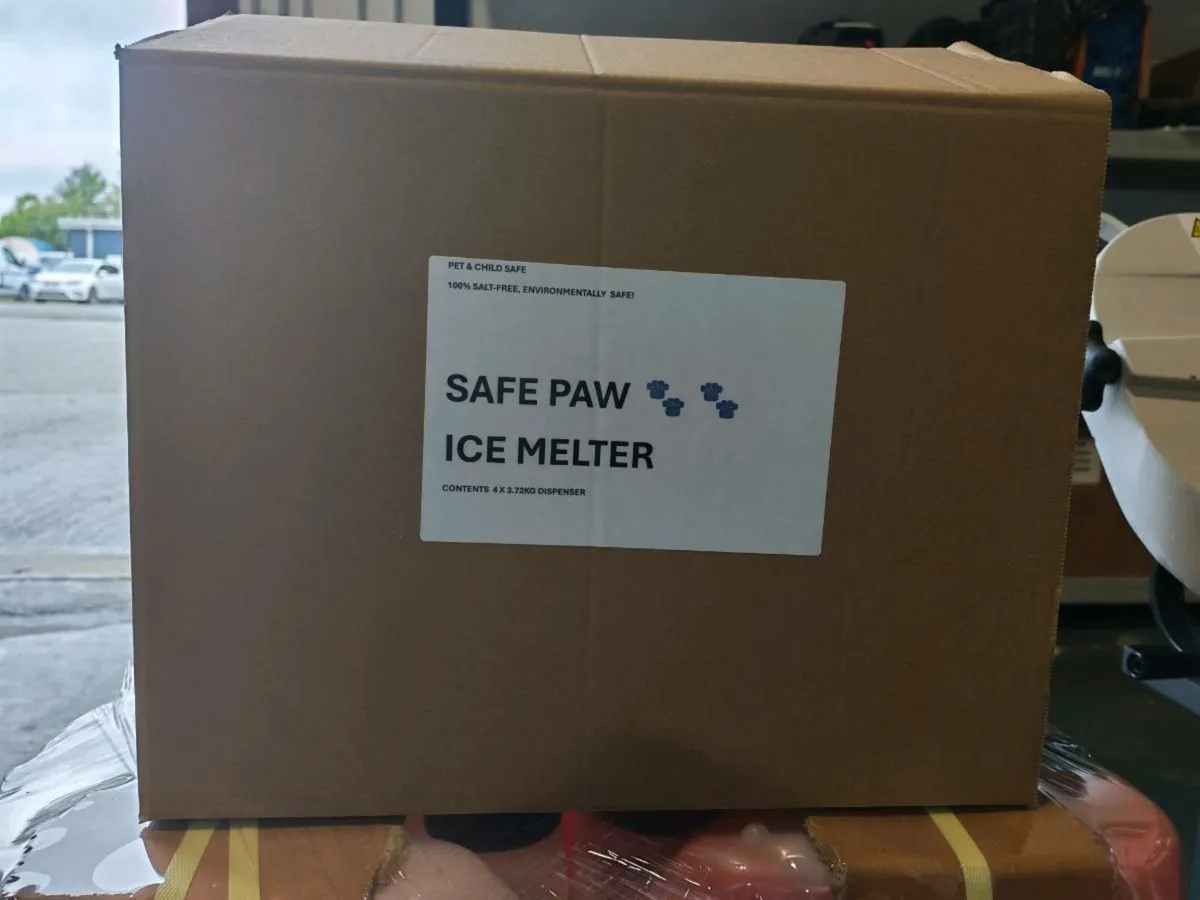 PET & CHILD SAFE
100% SALT-FREE, ENVIRONMENTALLY SAFE!
SAFE PAW
ICE MELTER
CONTENTS 4 X 3.72KG DISPENSER